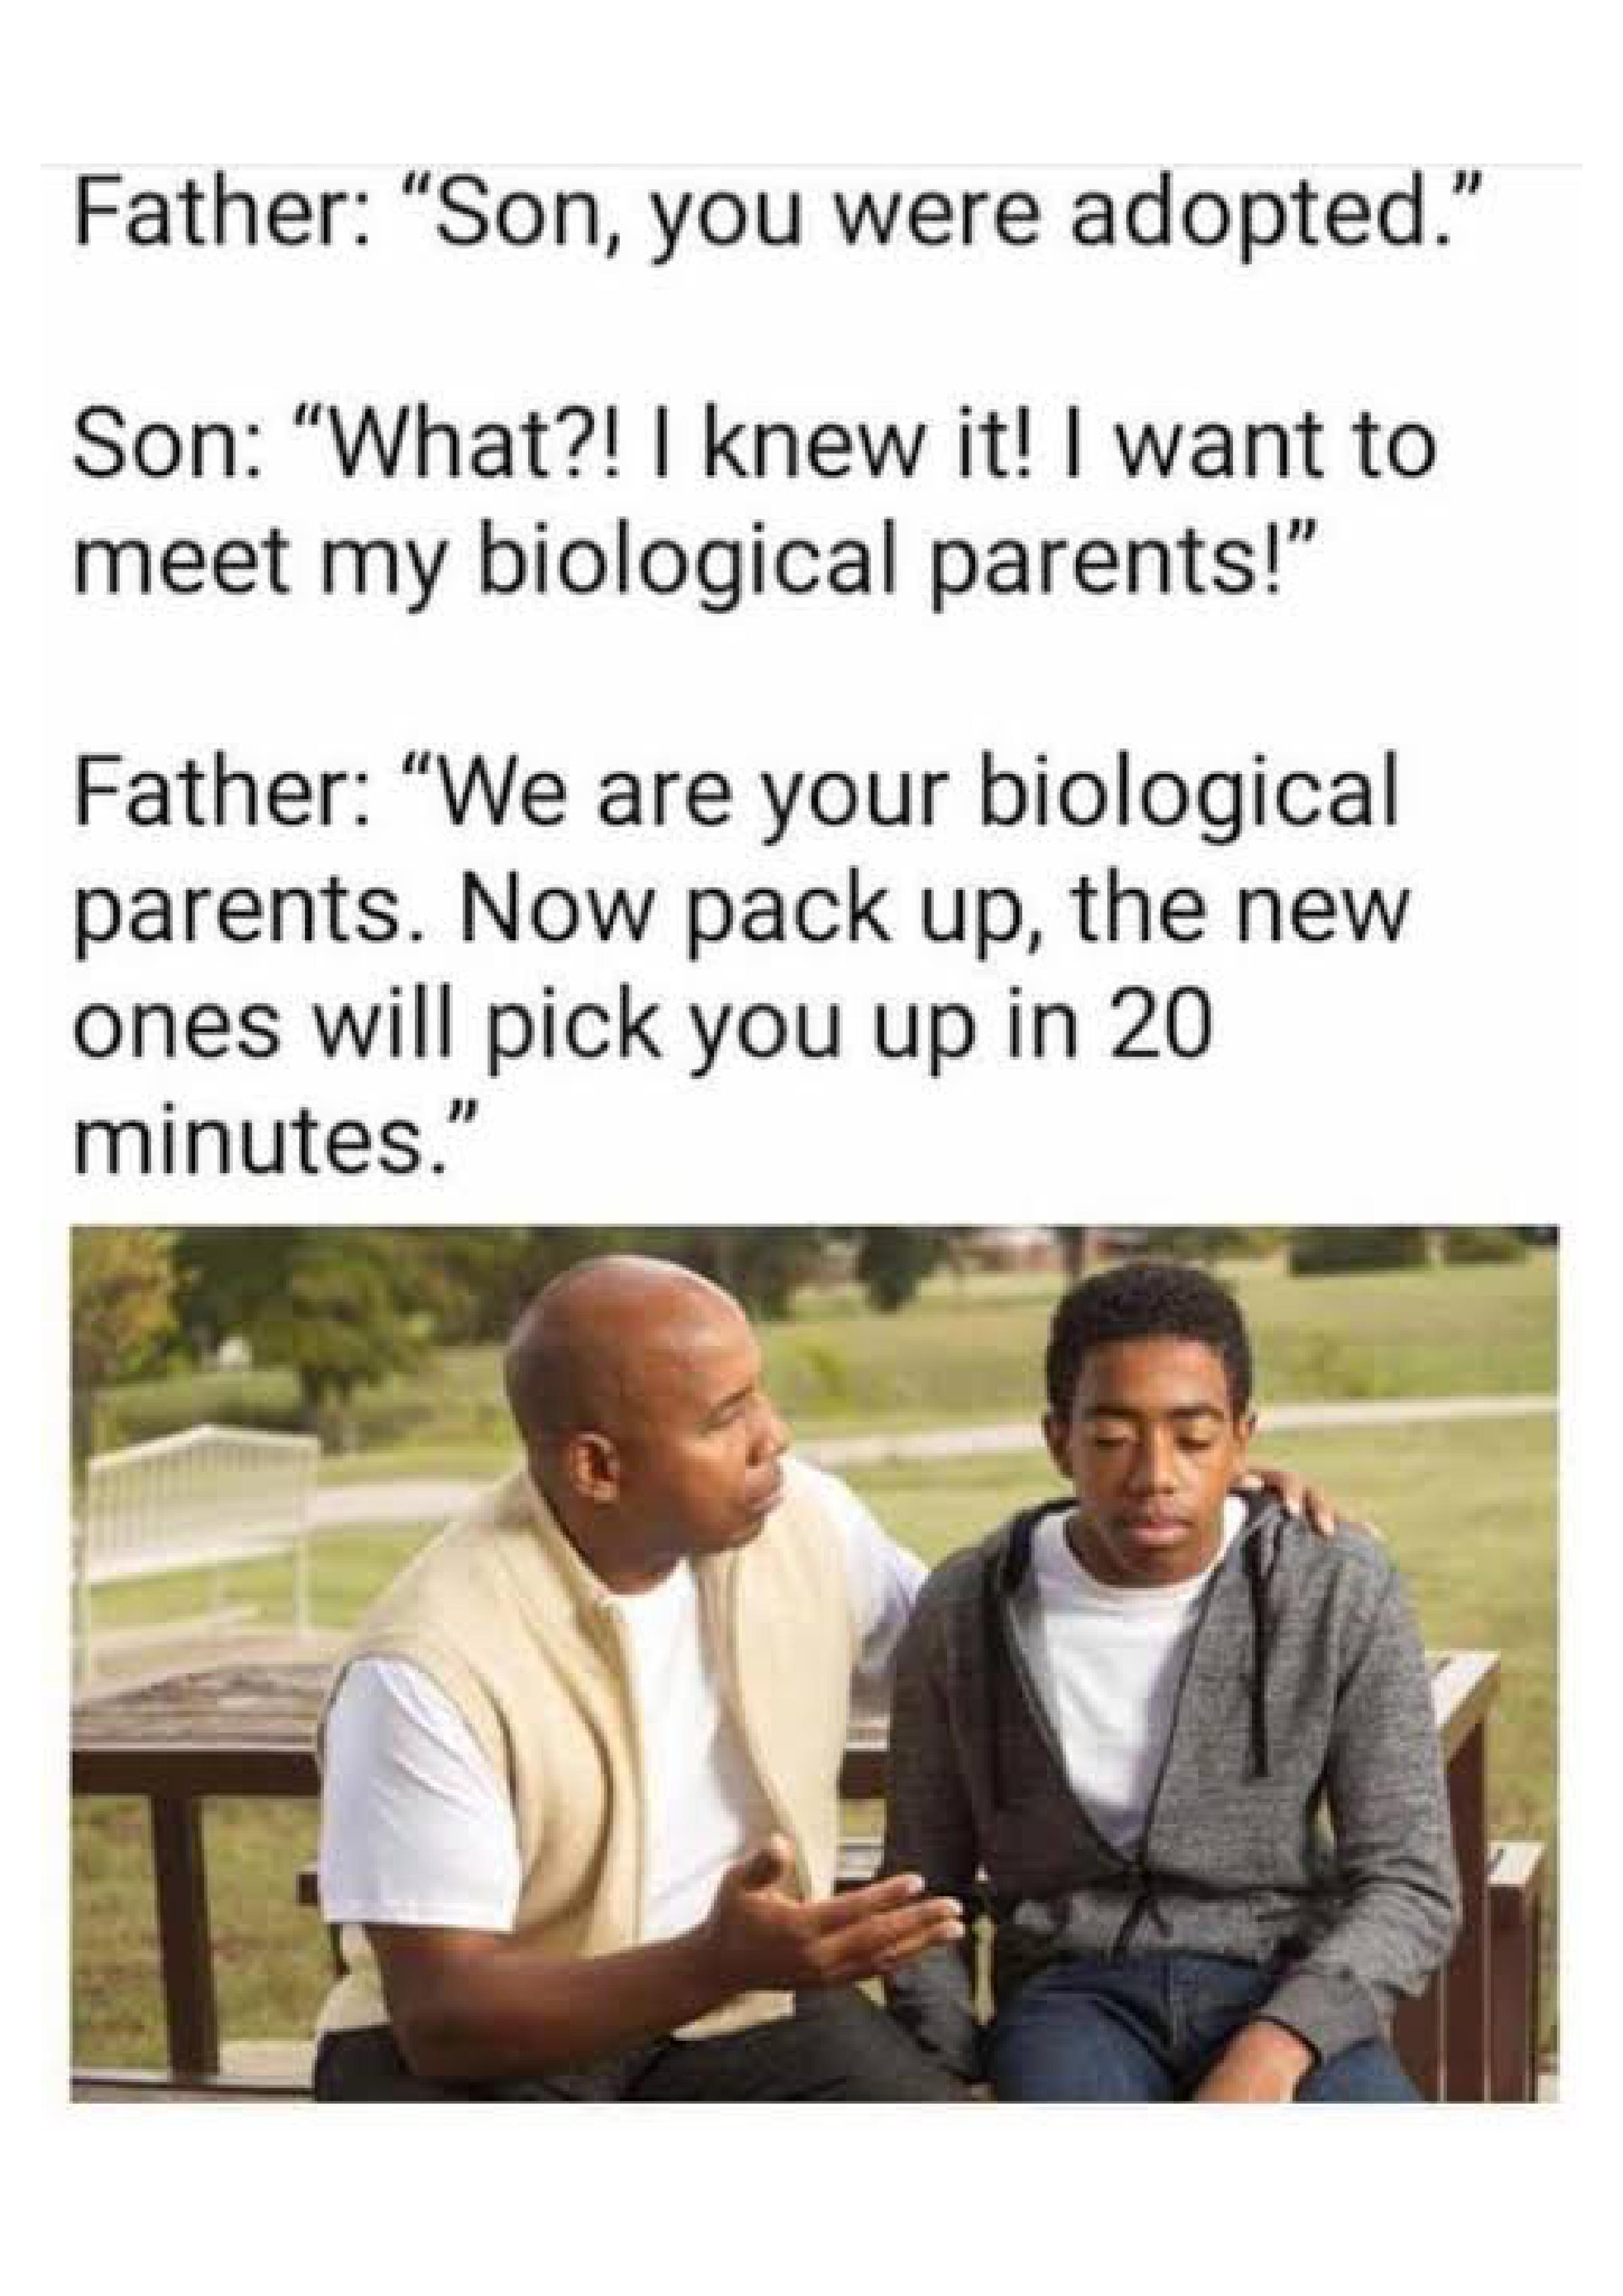 Father: “Son, you were adopted.”
Son: “What?! I knew it! I want to
meet my biological parents!”
Father: “We are your biological
parents. Now pack up, the new
ones will pick you up in 20
minutes.”